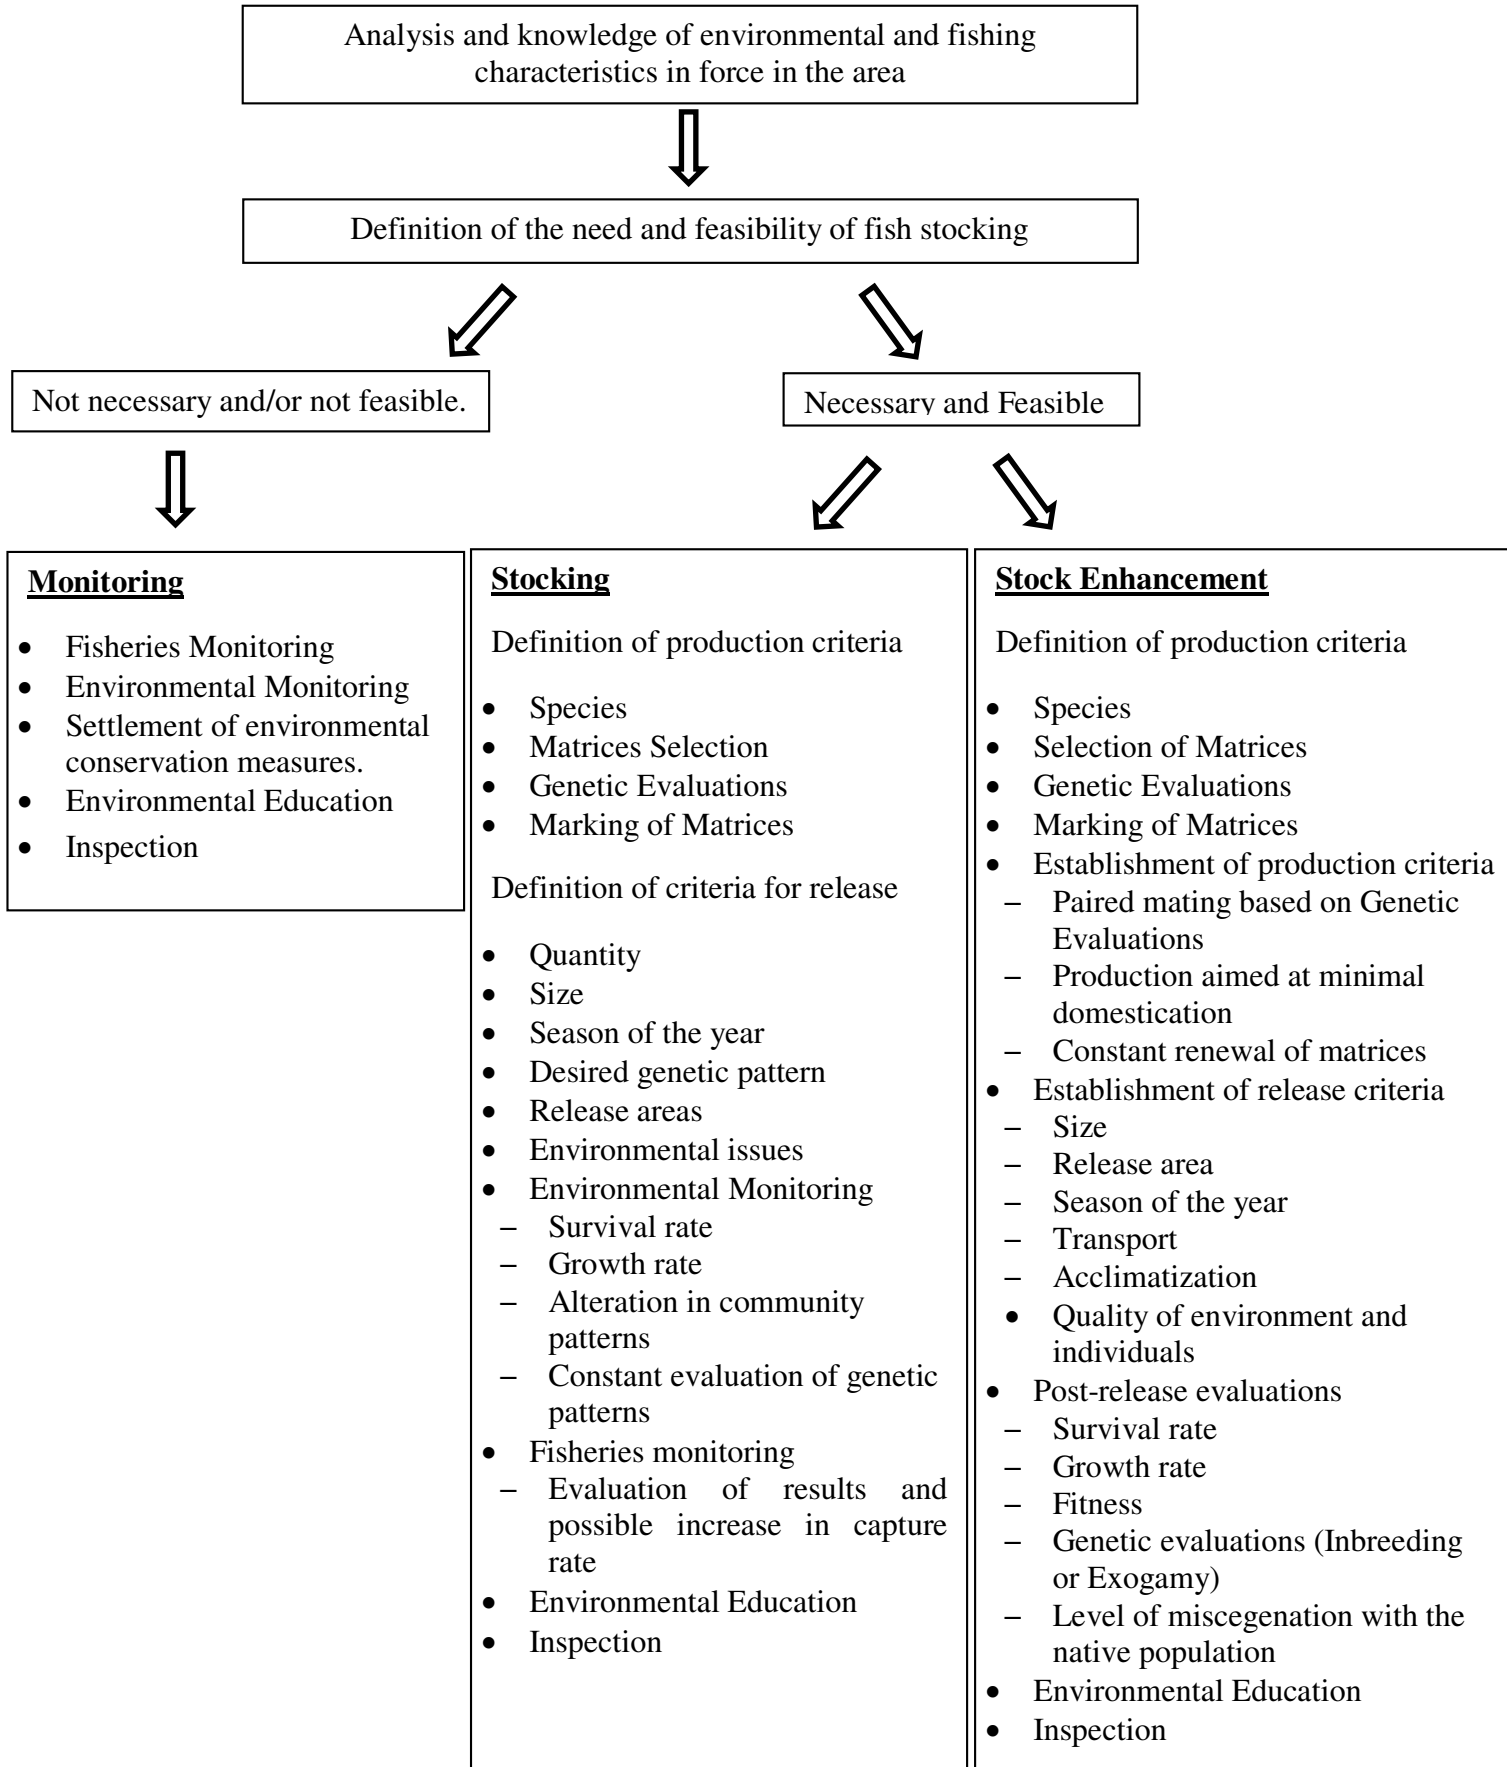 Analysis and knowledge of environmental and fishing
characteristics in force in the area
Definition of the need and feasibility of fish stocking
Not necessary and/or not feasible.
Necessary and Feasible
Monitoring
• Fisheries Monitoring
• Environmental Monitoring
• Settlement of environmental
conservation measures.
• Environmental Education
• Inspection
Stocking
Definition of production criteria
• Species
• Matrices Selection
• Genetic Evaluations
• Marking of Matrices
Definition of criteria for release
• Quantity
• Size
• Season of the year
• Desired genetic pattern
• Release areas
• Environmental issues
• Environmental Monitoring
– Survival rate
– Growth rate
– Alteration in community
patterns
– Constant evaluation of genetic
patterns
• Fisheries monitoring
– Evaluation of results and
possible increase in capture
rate
• Environmental Education
• Inspection
Stock Enhancement
Definition of production criteria
• Species
• Selection of Matrices
• Genetic Evaluations
• Marking of Matrices
• Establishment of production criteria
– Paired mating based on Genetic
Evaluations
– Production aimed at minimal
domestication
– Constant renewal of matrices
• Establishment of release criteria
– Size
– Release area
– Season of the year
– Transport
– Acclimatization
• Quality of environment and
individuals
• Post-release evaluations
– Survival rate
– Growth rate
– Fitness
– Genetic evaluations (Inbreeding
or Exogamy)
– Level of miscegenation with the
native population
• Environmental Education
• Inspection